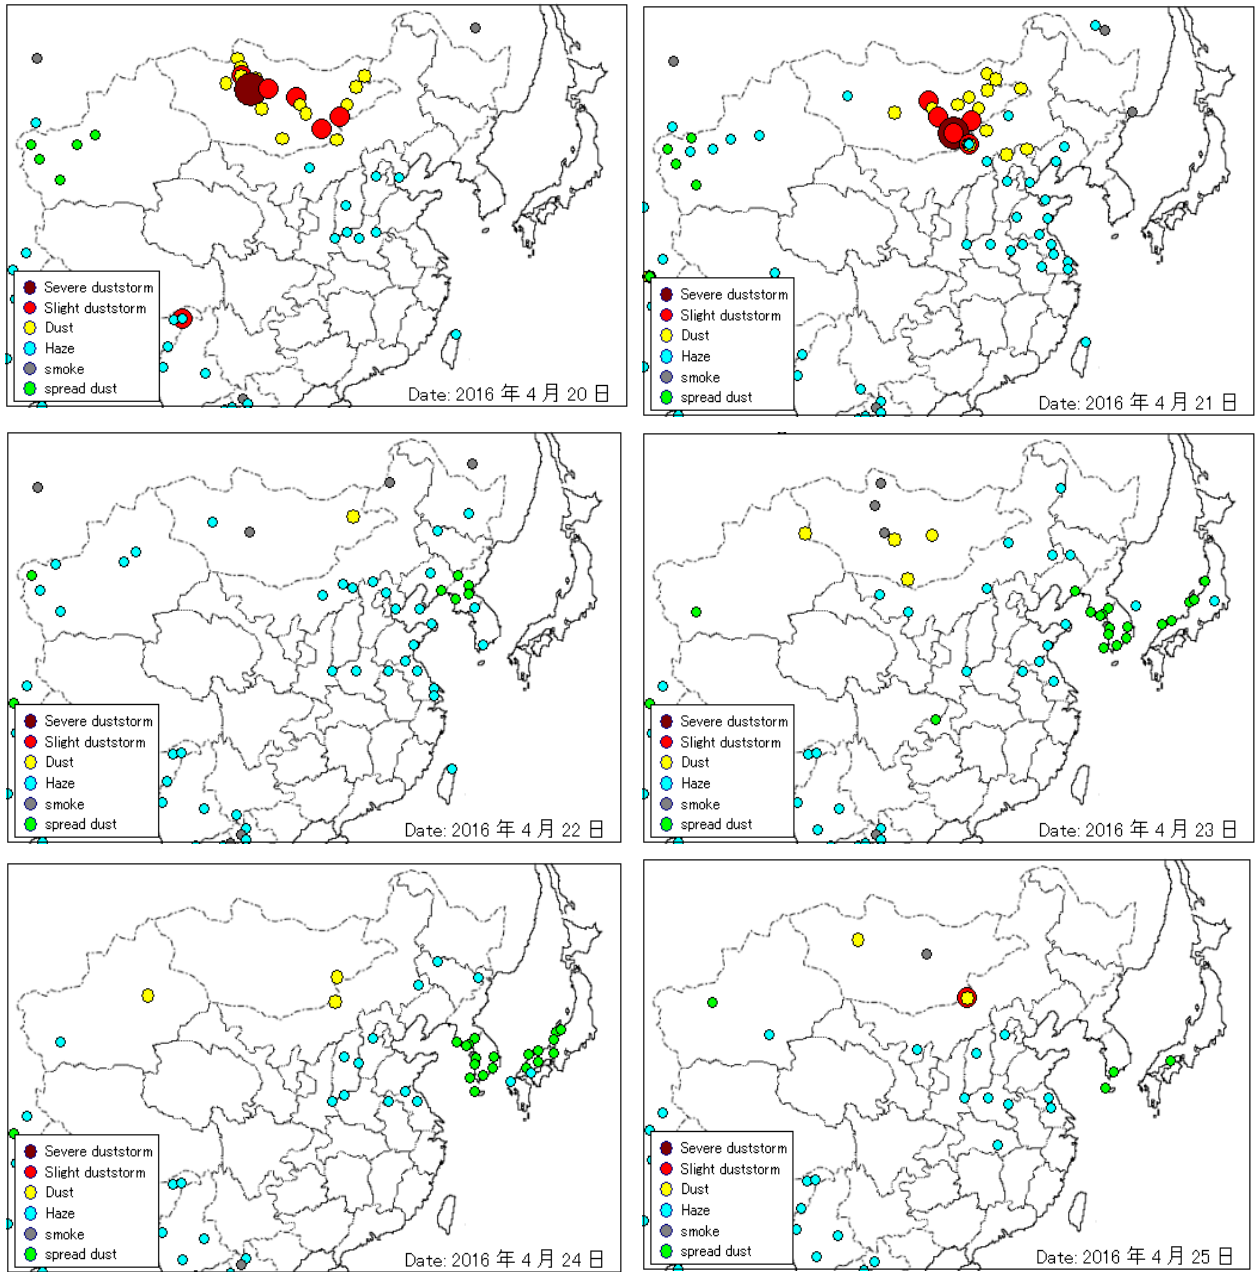 Severe duststorm
Slight duststorm
Dust
Haze
smoke
spread dust
Date: 2016 年 4 月 20 日
Severe duststorm
Slight duststorm
Dust
Haze
smoke
spread dust
Date: 2016 年 4 月 21 日
Severe duststorm
Slight duststorm
Dust
Haze
smoke
spread dust
Date: 2016 年 4 月 22 日
Severe duststorm
Slight duststorm
Dust
Haze
smoke
spread dust
Date: 2016 年 4 月 23 日
Severe duststorm
Slight duststorm
Dust
Haze
smoke
spread dust
Date: 2016 年 4 月 24 日
Severe duststorm
Slight duststorm
Dust
Haze
smoke
spread dust
Date: 2016 年 4 月 25 日